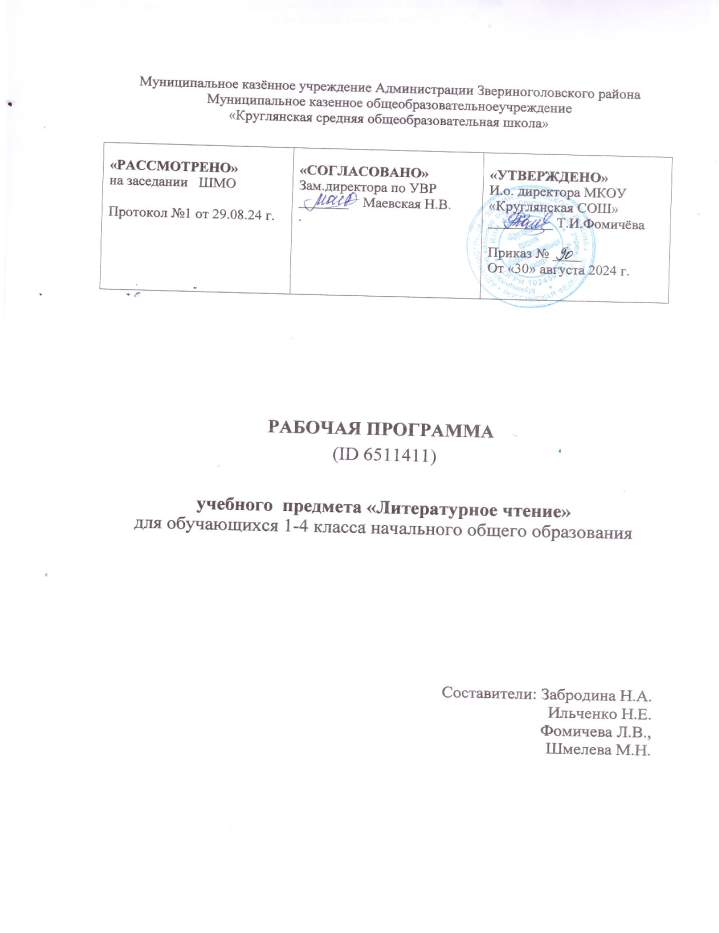 Муниципальное казённое учреждение Администрации Звериноголовского района
Муниципальное казенное общеобразовательноеучреждение
«Круглянская средняя общеобразовательная школа»
«РАССМОТРЕНО»
на заседании ШМО
Протокол №1 от 29.08.24 г.
«СОГЛАСОВАНО»
Зам.директора по УВР
Маевская Н.В.
.
«УТВЕРЖДЕНО»
И.о. директора МКОУ
«Круглянская СОШ»
Т.И.Фомичёва
Приказ № 90
От «30» августа 2024 г.
РАБОЧАЯ ПРОГРАММА
(ID 6511411)
учебного предмета «Литературное чтение»
для обучающихся 1-4 класса начального общего образования
Составители: Забродина Н.А.
Ильченко Н.Е.
Фомичева Л.В.,
Шмелева М.Н.